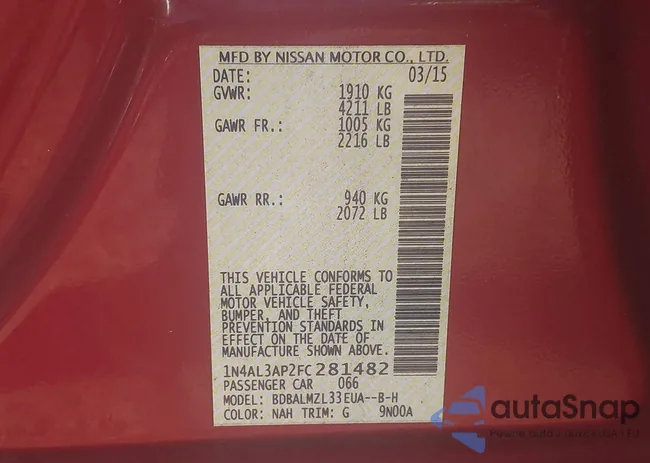 MFD BY NISSAN MOTOR CO., LTD.
DATE: 03/15
GVWR: 1910 KG
4211 LB
GAWR FR.: 1005 KG
2216 LB
GAWR RR.: 940 KG
2072 LB
THIS VEHICLE CONFORMS TO
ALL APPLICABLE FEDERAL
MOTOR VEHICLE SAFETY,
BUMPER, AND THEFT
PREVENTION STANDARDS IN
EFFECT ON THE DATE OF
MANUFACTURE SHOWN ABOVE.
1N4AL3AP2FC281482
PASSENGER CAR 066
MODEL: BDBALMZL33EUA--B-H
COLOR: NAH TRIM: G 9N00A
autoSnap